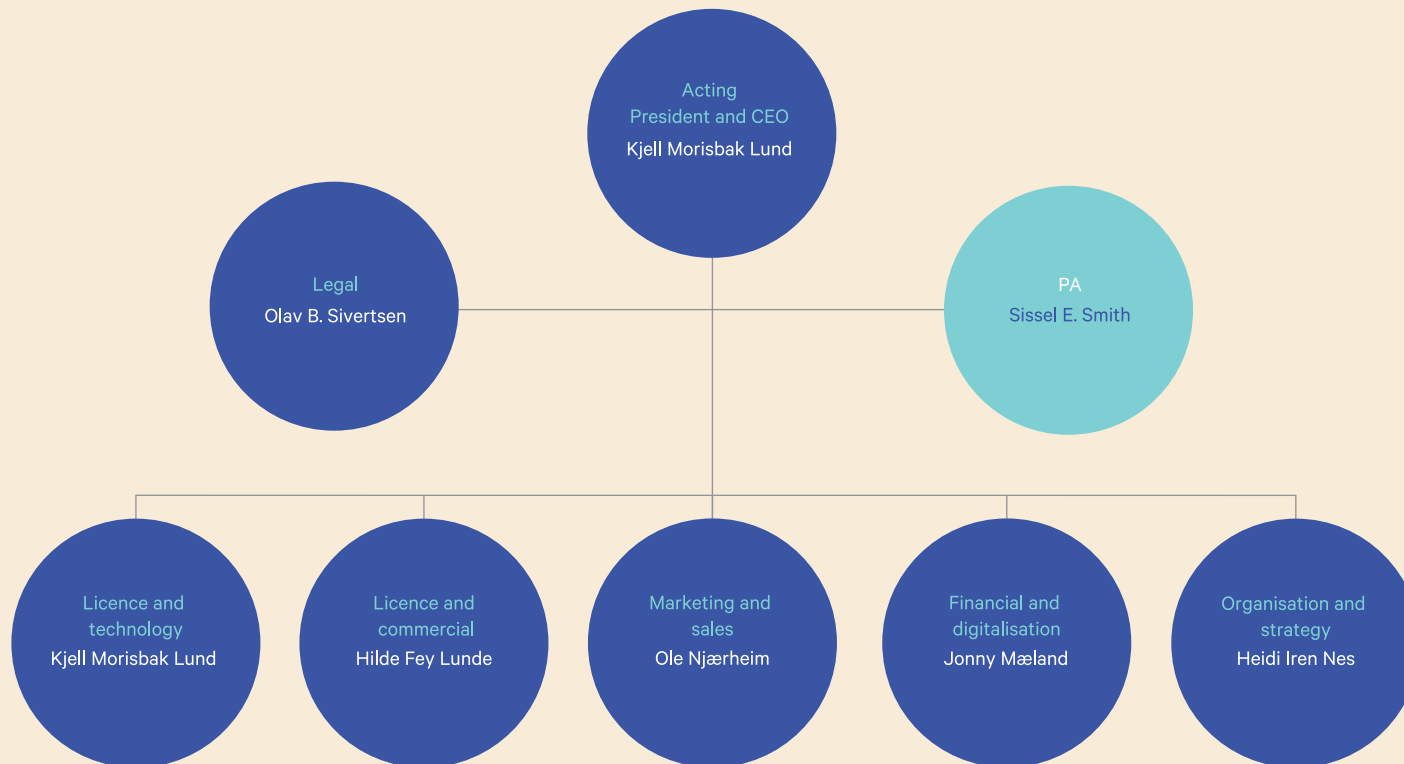 Acting
President and CEO
Kjell Morisbak Lund
Legal
Olav B. Sivertsen
PA
Sissel E. Smith
Licence and
technology
Kjell Morisbak Lund
Licence and
commercial
Hilde Fey Lunde
Marketing and
sales
Ole Njærheim
Financial and
digitalisation
Jonny Mæland
Organisation and
strategy
Heidi Iren Nes